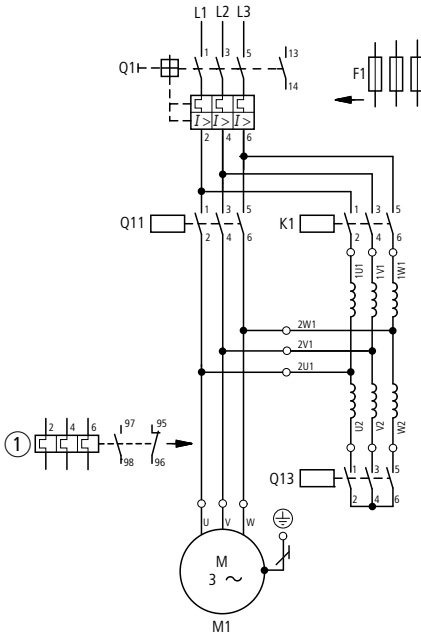 L1 L2 L3
Q1 1 3 5 13
14
F1
I> I> I>
2 4 6
Q11 1 3 5
2 4 6
K1 1 3 5
2 4 6
1U1 1V1 1W1
2W1
2V1
2U1
U2 V2 W2
1 2 4 6 97 95
98 96
Q13 1 3 5
2 4 6
U V W
M
3 ~
M1